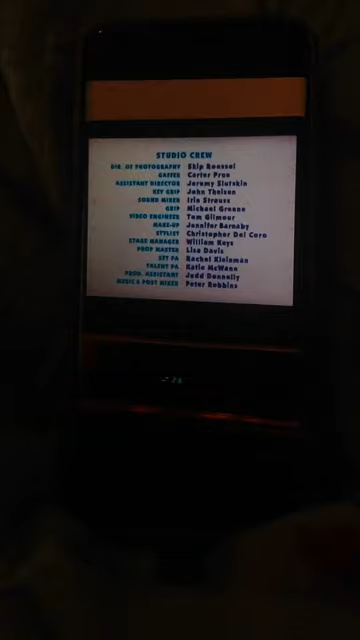 STUDIO CREW
DIR. OF PHOTOGRAPHY Skip Roessel
GAFFER Carter Pree
ASSISTANT DIRECTOR Jeremy Slutskin
KEY GRIP John Thelsen
SOUND MIXER Iris Strauss
GRIP Michael Greene
VIDEO ENGINEER Tom Gilmour
MAKE-UP Jennifer Barnaby
STYLIST Christopher Del Coro
STAGE MANAGER William Keys
PROP MASTER Lisa Davis
SET PA Rachel Kleinman
TALENT PA Katie McWane
PROD. ASSISTANT Judd Donnelly
MUSIC & POST MIXER Peter Robbins